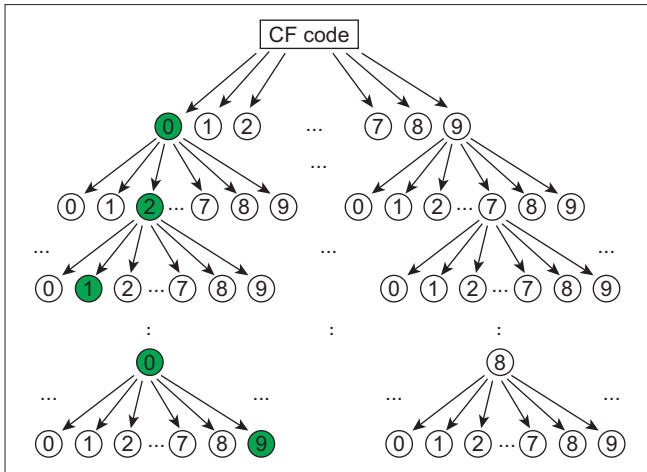 CF code
0 1 2 ... 7 8 9
...
0 1 2 ... 7 8 9 0 1 2 ... 7 8 9
... ... ...
0 1 2 ... 7 8 9 0 1 2 ... 7 8 9
: : :
0 8
... ... ... ...
0 1 2 ... 7 8 9 0 1 2 ... 7 8 9